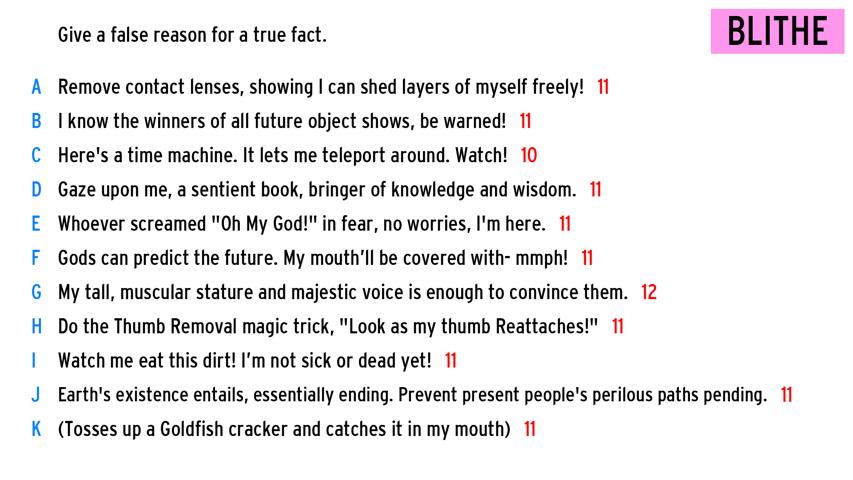 Give a false reason for a true fact.
BLITHE
A Remove contact lenses, showing I can shed layers of myself freely! 11
B I know the winners of all future object shows, be warned! 11
C Here's a time machine. It lets me teleport around. Watch! 10
D Gaze upon me, a sentient book, bringer of knowledge and wisdom. 11
E Whoever screamed "Oh My God!" in fear, no worries, I'm here. 11
F Gods can predict the future. My mouth’ll be covered with- mmph! 11
G My tall, muscular stature and majestic voice is enough to convince them. 12
H Do the Thumb Removal magic trick, "Look as my thumb Reattaches!" 11
I Watch me eat this dirt! I’m not sick or dead yet! 11
J Earth's existence entails, essentially ending. Prevent present people's perilous paths pending. 11
K (Tosses up a Goldfish cracker and catches it in my mouth) 11